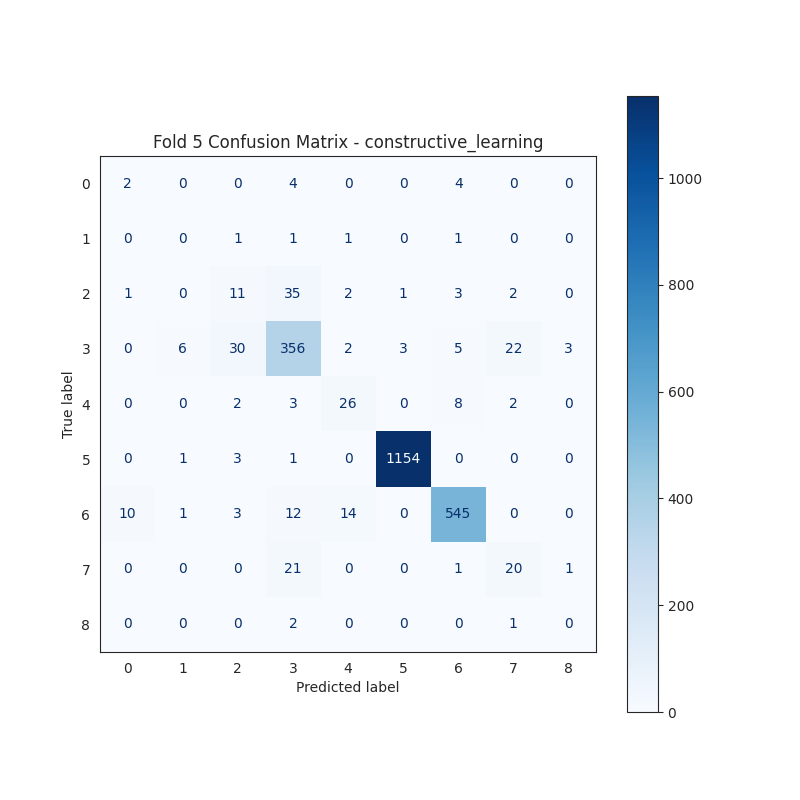 Fold 5 Confusion Matrix - constructive_learning
0 2 0 0 4 0 0 4 0 0
1 0 0 1 1 1 0 1 0 0
2 1 0 11 35 2 1 3 2 0
3 0 6 30 356 2 3 5 22 3
4 0 0 2 3 26 0 8 2 0
5 0 1 3 1 0 1154 0 0 0
6 10 1 3 12 14 0 545 0 0
7 0 0 0 21 0 0 1 20 1
8 0 0 0 2 0 0 0 1 0
0 1 2 3 4 5 6 7 8
True label
Predicted label
1000
800
600
400
200
0